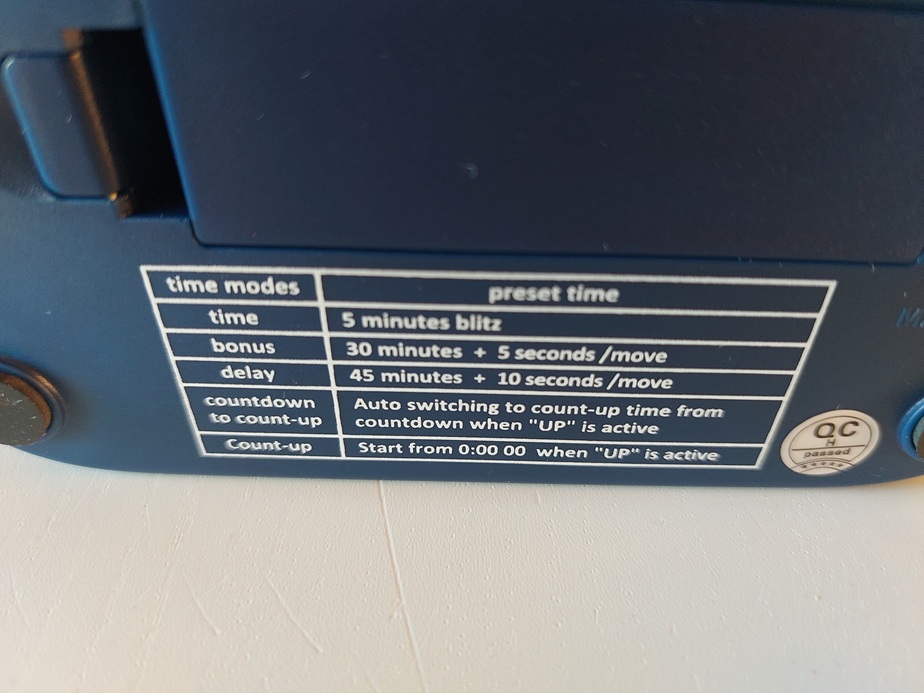 time modes preset time
time 5 minutes blitz
bonus 30 minutes + 5 seconds /move
delay 45 minutes + 10 seconds /move
countdown to count-up Auto switching to count-up time from
countdown when "UP" is active
Count-up Start from 0:00 00 when "UP" is active
QC
H
passed